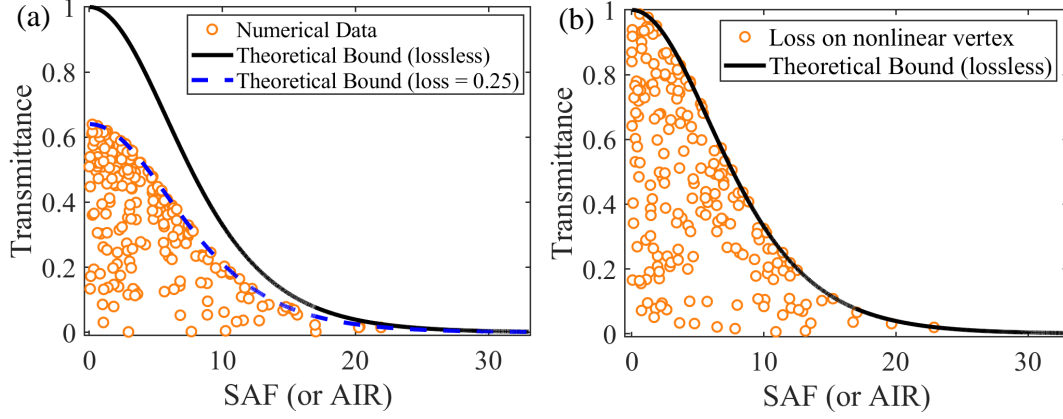 (a)
Numerical Data
Theoretical Bound (lossless)
Theoretical Bound (loss = 0.25)
Transmittance
1
0.8
0.6
0.4
0.2
0
0 10 20 30
SAF (or AIR)
(b)
Loss on nonlinear vertex
Theoretical Bound (lossless)
Transmittance
1
0.8
0.6
0.4
0.2
0
0 10 20 30
SAF (or AIR)